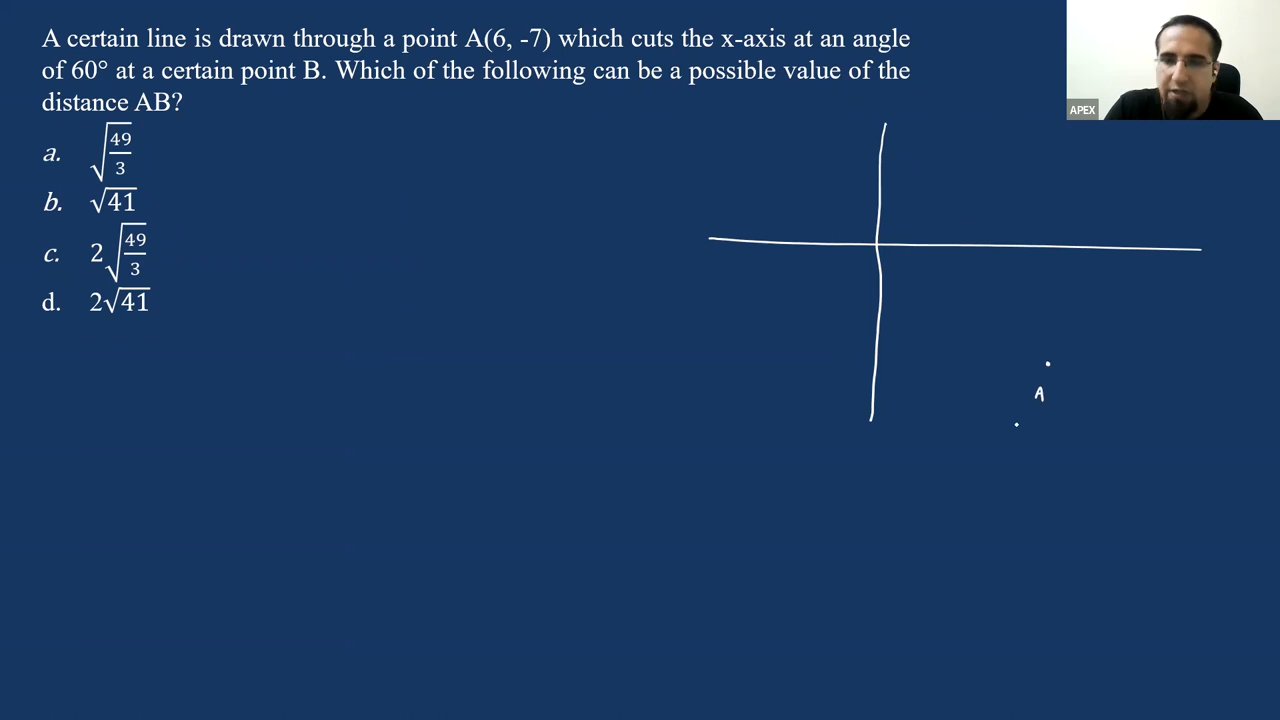 A certain line is drawn through a point A(6, -7) which cuts the x-axis at an angle
of 60° at a certain point B. Which of the following can be a possible value of the
distance AB?
a. √(49/3)
b. √41
c. 2√(49/3)
d. 2√41
APEX
A